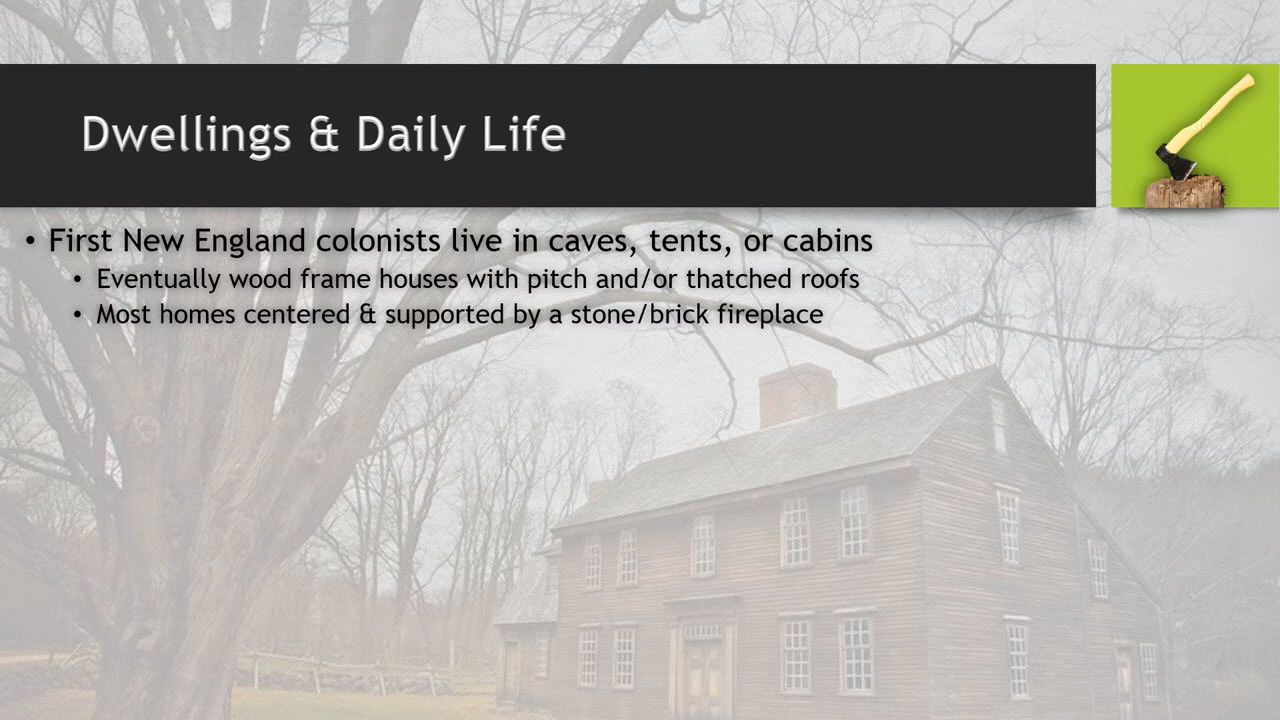 Dwellings & Daily Life
• First New England colonists live in caves, tents, or cabins
• Eventually wood frame houses with pitch and/or thatched roofs
• Most homes centered & supported by a stone/brick fireplace